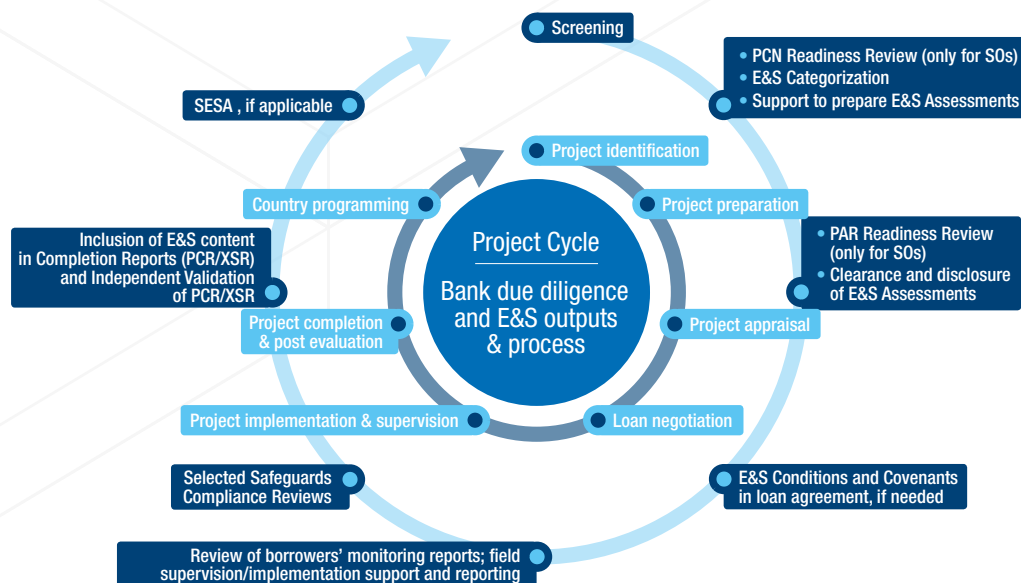 Screening
• PCN Readiness Review (only for SOs)
• E&S Categorization
• Support to prepare E&S Assessments
SESA , if applicable
Project identification
Country programming
Project preparation
Project Cycle
Bank due diligence
and E&S outputs
& process
Inclusion of E&S content
in Completion Reports (PCR/XSR)
and Independent Validation
of PCR/XSR
• PAR Readiness Review
(only for SOs)
• Clearance and disclosure
of E&S Assessments
Project completion
& post evaluation
Project appraisal
Project implementation & supervision
Loan negotiation
Selected Safeguards
Compliance Reviews
E&S Conditions and Covenants
in loan agreement, if needed
Review of borrowers’ monitoring reports; field
supervision/implementation support and reporting